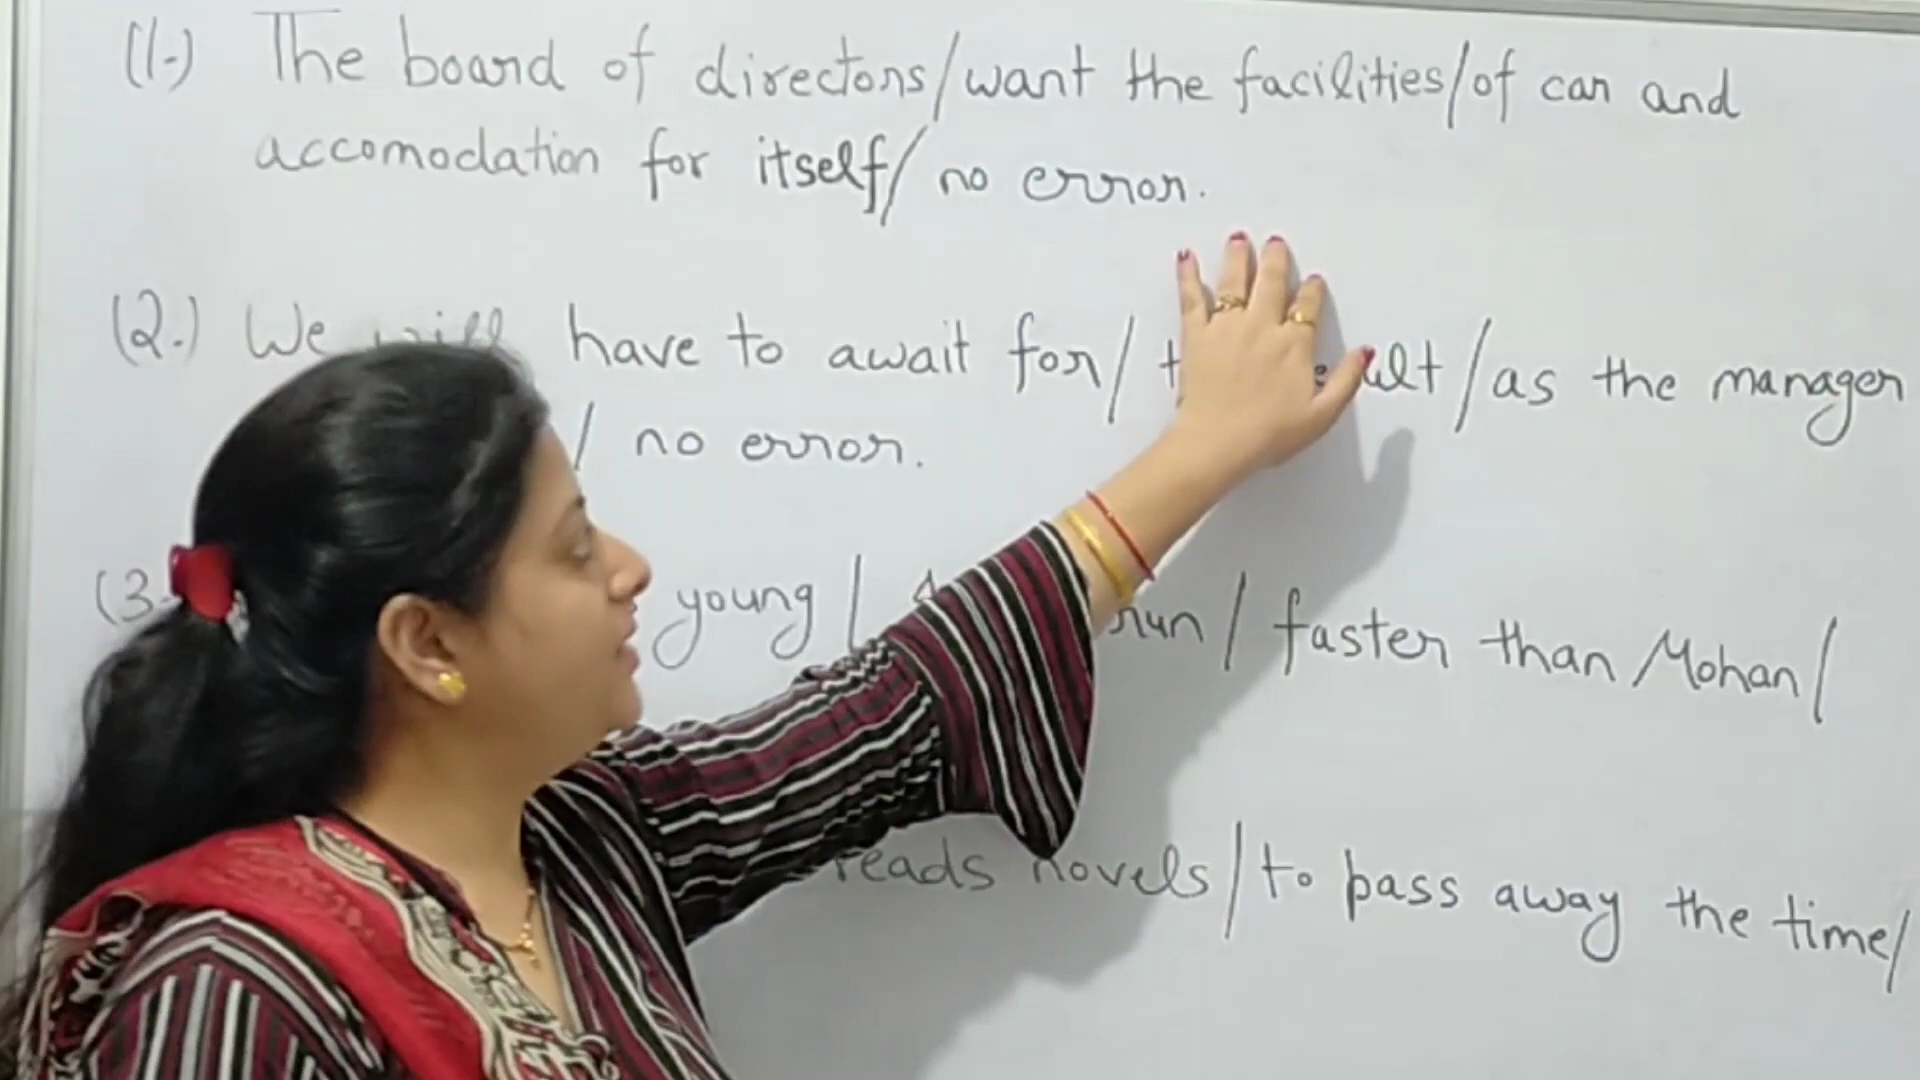 (1.) The board of directors/want the facilities/of car and
accomodation for itself/ no error.
(2.) We will have to await for/ the result /as the manager
/ no error.
(3. young / run / faster than Mohan/
reads novels/to pass away the time/